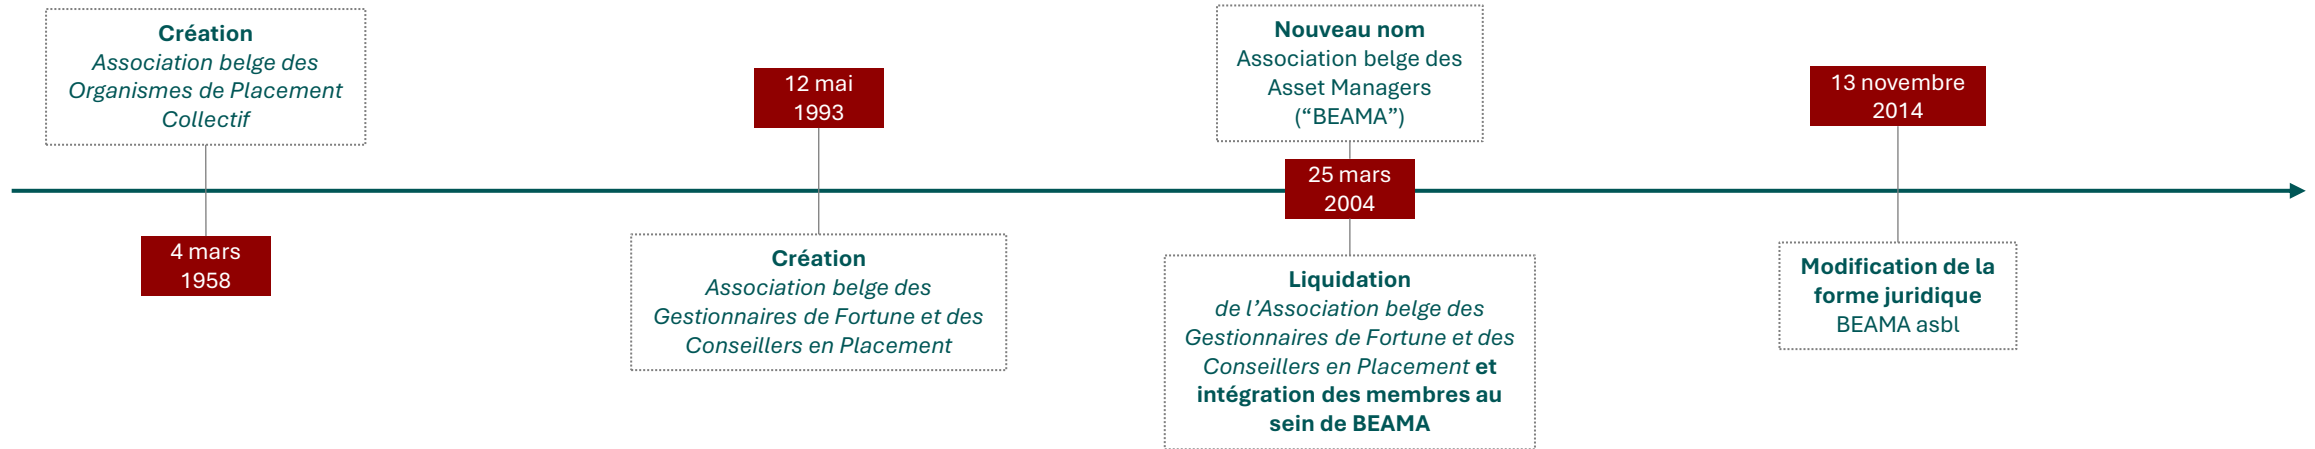 Création
Association belge des
Organismes de Placement
Collectif
4 mars
1958
12 mai
1993
Création
Association belge des
Gestionnaires de Fortune et des
Conseillers en Placement
Nouveau nom
Association belge des
Asset Managers
(“BEAMA”)
25 mars
2004
Liquidation
de l’Association belge des
Gestionnaires de Fortune et des
Conseillers en Placement et
intégration des membres au
sein de BEAMA
13 novembre
2014
Modification de la
forme juridique
BEAMA asbl